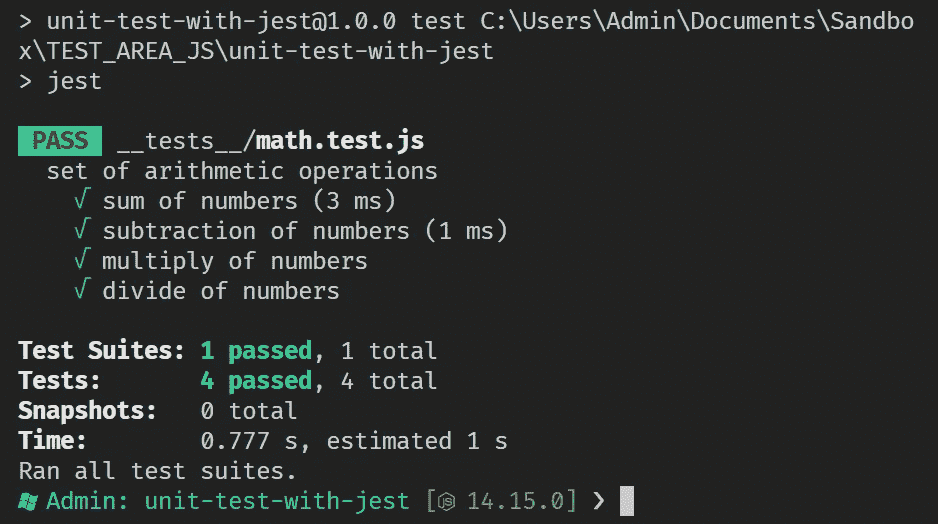 > unit-test-with-jest@1.0.0 test C:\Users\Admin\Documents\Sandbo
x\TEST_AREA_JS\unit-test-with-jest
> jest
PASS __tests__/math.test.js
set of arithmetic operations
√ sum of numbers (3 ms)
√ subtraction of numbers (1 ms)
√ multiply of numbers
√ divide of numbers
Test Suites: 1 passed, 1 total
Tests: 4 passed, 4 total
Snapshots: 0 total
Time: 0.777 s, estimated 1 s
Ran all test suites.
Admin: unit-test-with-jest [ 14.15.0] ❯